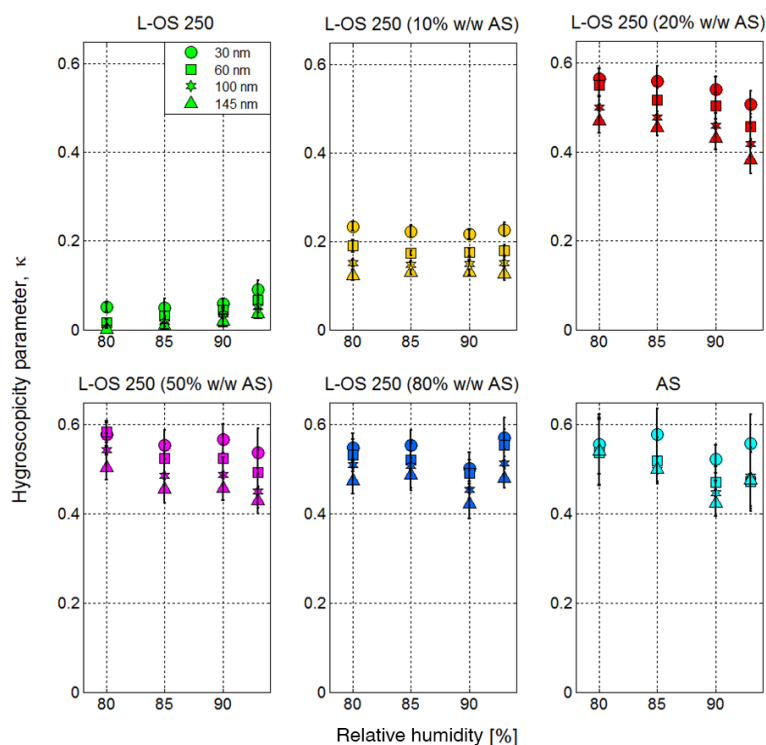 L-OS 250
L-OS 250 (10% w/w AS)
L-OS 250 (20% w/w AS)
30 nm
60 nm
100 nm
145 nm
0.6
0.4
0.2
0
80 85 90
0.6
0.4
0.2
0
80 85 90
0.6
0.4
0.2
0
80 85 90
L-OS 250 (50% w/w AS)
L-OS 250 (80% w/w AS)
AS
0.6
0.4
0.2
0
80 85 90
0.6
0.4
0.2
0
80 85 90
0.6
0.4
0.2
0
80 85 90
Hygroscopicity parameter, κ
Relative humidity [%]